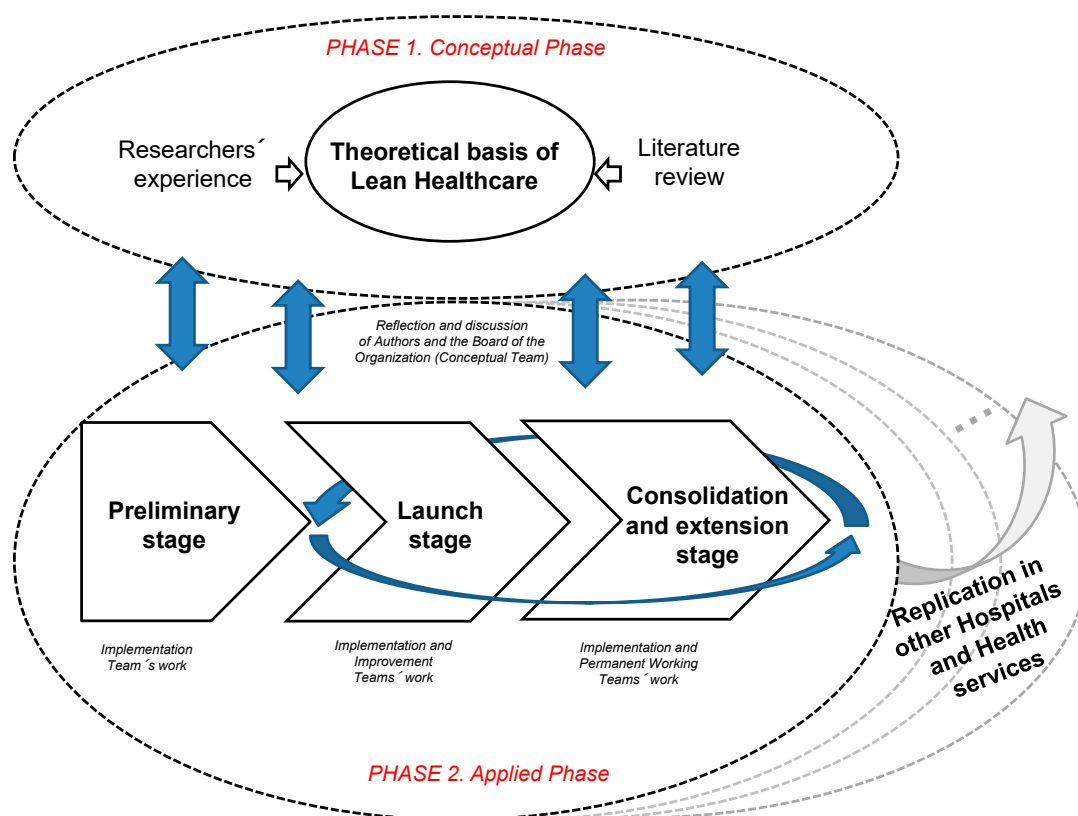 PHASE 1. Conceptual Phase
Researchers´
experience
Theoretical basis of
Lean Healthcare
Literature
review
Reflection and discussion
of Authors and the Board of the
Organization (Conceptual Team)
Preliminary
stage
Launch
stage
Consolidation
and extension
stage
Implementation
Team´s work
Implementation and
Improvement
Teams´ work
Implementation and
Permanent Working
Teams´ work
Replication in
other Hospitals
and Health
services
PHASE 2. Applied Phase